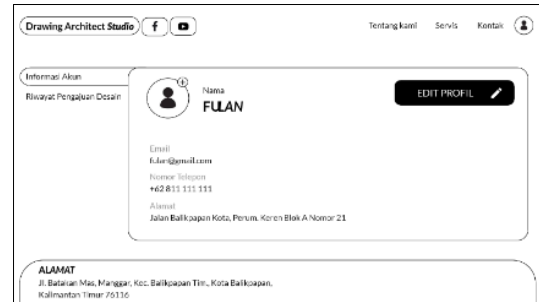 Drawing Architect Studio
Tentang kami Servis Kontak
Informasi Akun
Riwayat Pengajuan Desain
Nama
FULAN
EDIT PROFIL
Email
fulan@gmail.com
Nomor Telepon
+62 811 111 111
Alamat
Jalan Balikpapan Kota, Perum. Keren Blok A Nomor 21
ALAMAT
Jl. Batakan Mas, Manggar, Kec. Balikpapan Tim., Kota Balikpapan,
Kalimantan Timur 76116